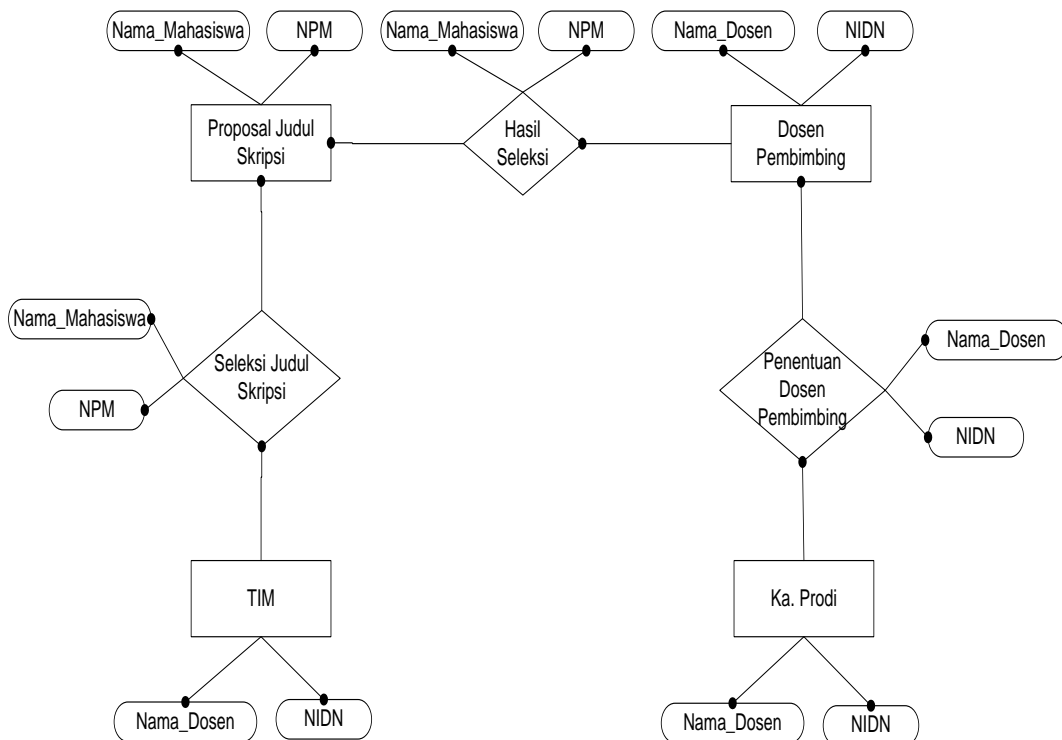 Nama_Mahasiswa
NPM
Nama_Mahasiswa
NPM
Nama_Dosen
NIDN
Proposal Judul
Skripsi
Hasil
Seleksi
Dosen
Pembimbing
Nama_Mahasiswa
NPM
Seleksi Judul
Skripsi
Penentuan
Dosen
Pembimbing
Nama_Dosen
NIDN
TIM
Ka. Prodi
Nama_Dosen
NIDN
Nama_Dosen
NIDN